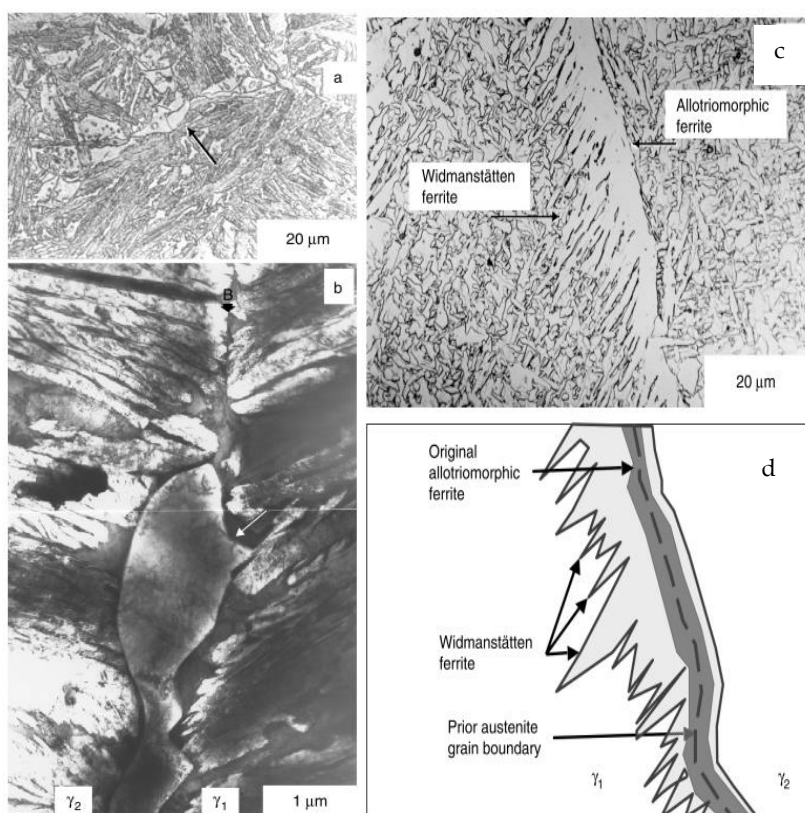 a
20 μm
b
B
γ2
γ1
1 μm
c
Allotriomorphic
ferrite
Widmanstätten
ferrite
20 μm
d
Original
allotriomorphic
ferrite
Widmanstätten
ferrite
Prior austenite
grain boundary
γ1
γ2